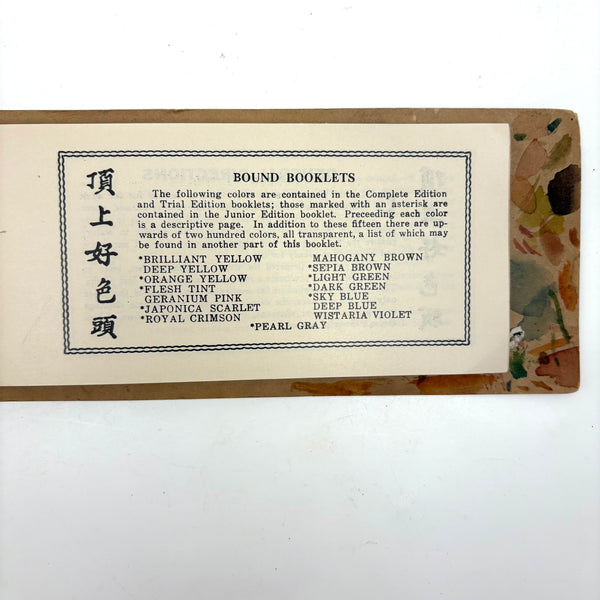 頂上好色頭
BOUND BOOKLETS
The following colors are contained in the Complete Edition
and Trial Edition booklets; those marked with an asterisk are
contained in the Junior Edition booklet. Preceeding each color
is a descriptive page. In addition to these fifteen there are up-
wards of two hundred colors, all transparent, a list of which may
be found in another part of this booklet.
*BRILLIANT YELLOW
DEEP YELLOW
*ORANGE YELLOW
*FLESH TINT
GERANIUM PINK
*JAPONICA SCARLET
*ROYAL CRIMSON
MAHOGANY BROWN
*SEPIA BROWN
*LIGHT GREEN
*DARK GREEN
*SKY BLUE
DEEP BLUE
WISTARIA VIOLET
*PEARL GRAY